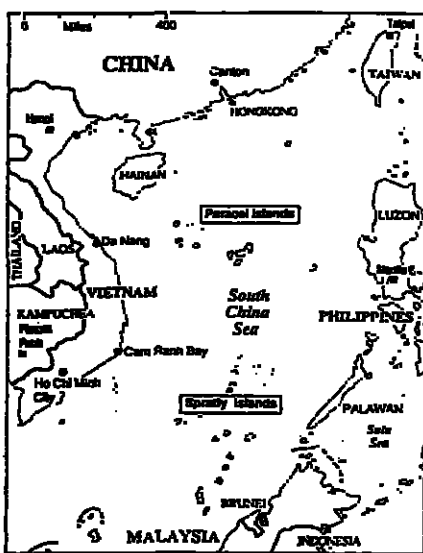 0 400
Miles
Taipei
CHINA
Canton
TAIWAN
HONGKONG
Hanoi
HAINAN
Paracel Islands
LUZON
THAILAND
LAOS
Da Nang
Manila
VIETNAM
South
China
Sea
KAMPUCHEA
Phnom
Penh
PHILIPPINES
Cam Ranh Bay
Ho Chi Minh
City
Spratly Islands
PALAWAN
Sulu
Sea
BRUNEI
MALAYSIA
INDONESIA